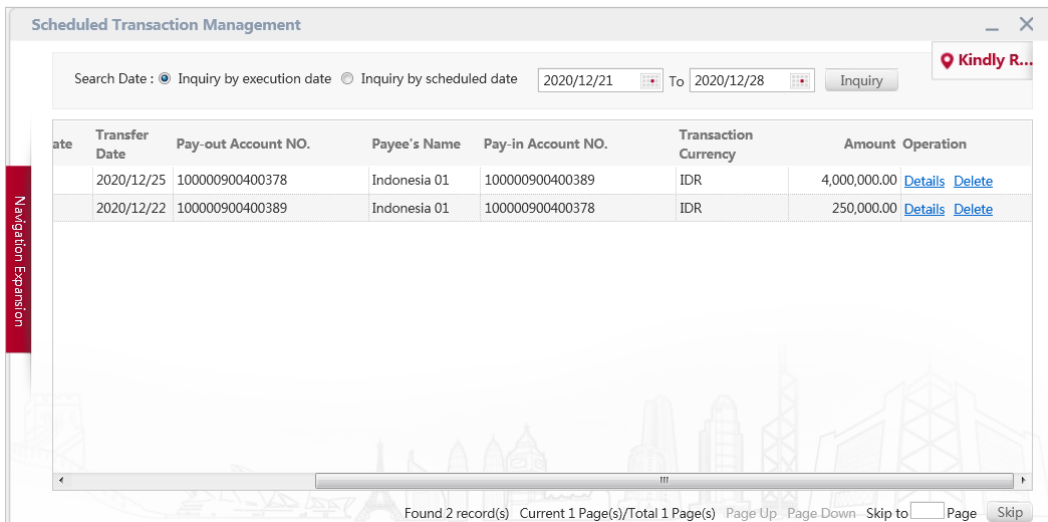 Scheduled Transaction Management
Kindly R...
Search Date : Inquiry by execution date Inquiry by scheduled date 2020/12/21 To 2020/12/28 Inquiry
ate Transfer Date Pay-out Account NO. Payee's Name Pay-in Account NO. Transaction Currency Amount Operation
2020/12/25 100000900400378 Indonesia 01 100000900400389 IDR 4,000,000.00 Details Delete
2020/12/22 100000900400389 Indonesia 01 100000900400378 IDR 250,000.00 Details Delete
Navigation Expansion
Found 2 record(s) Current 1 Page(s)/Total 1 Page(s) Page Up Page Down Skip to Page Skip